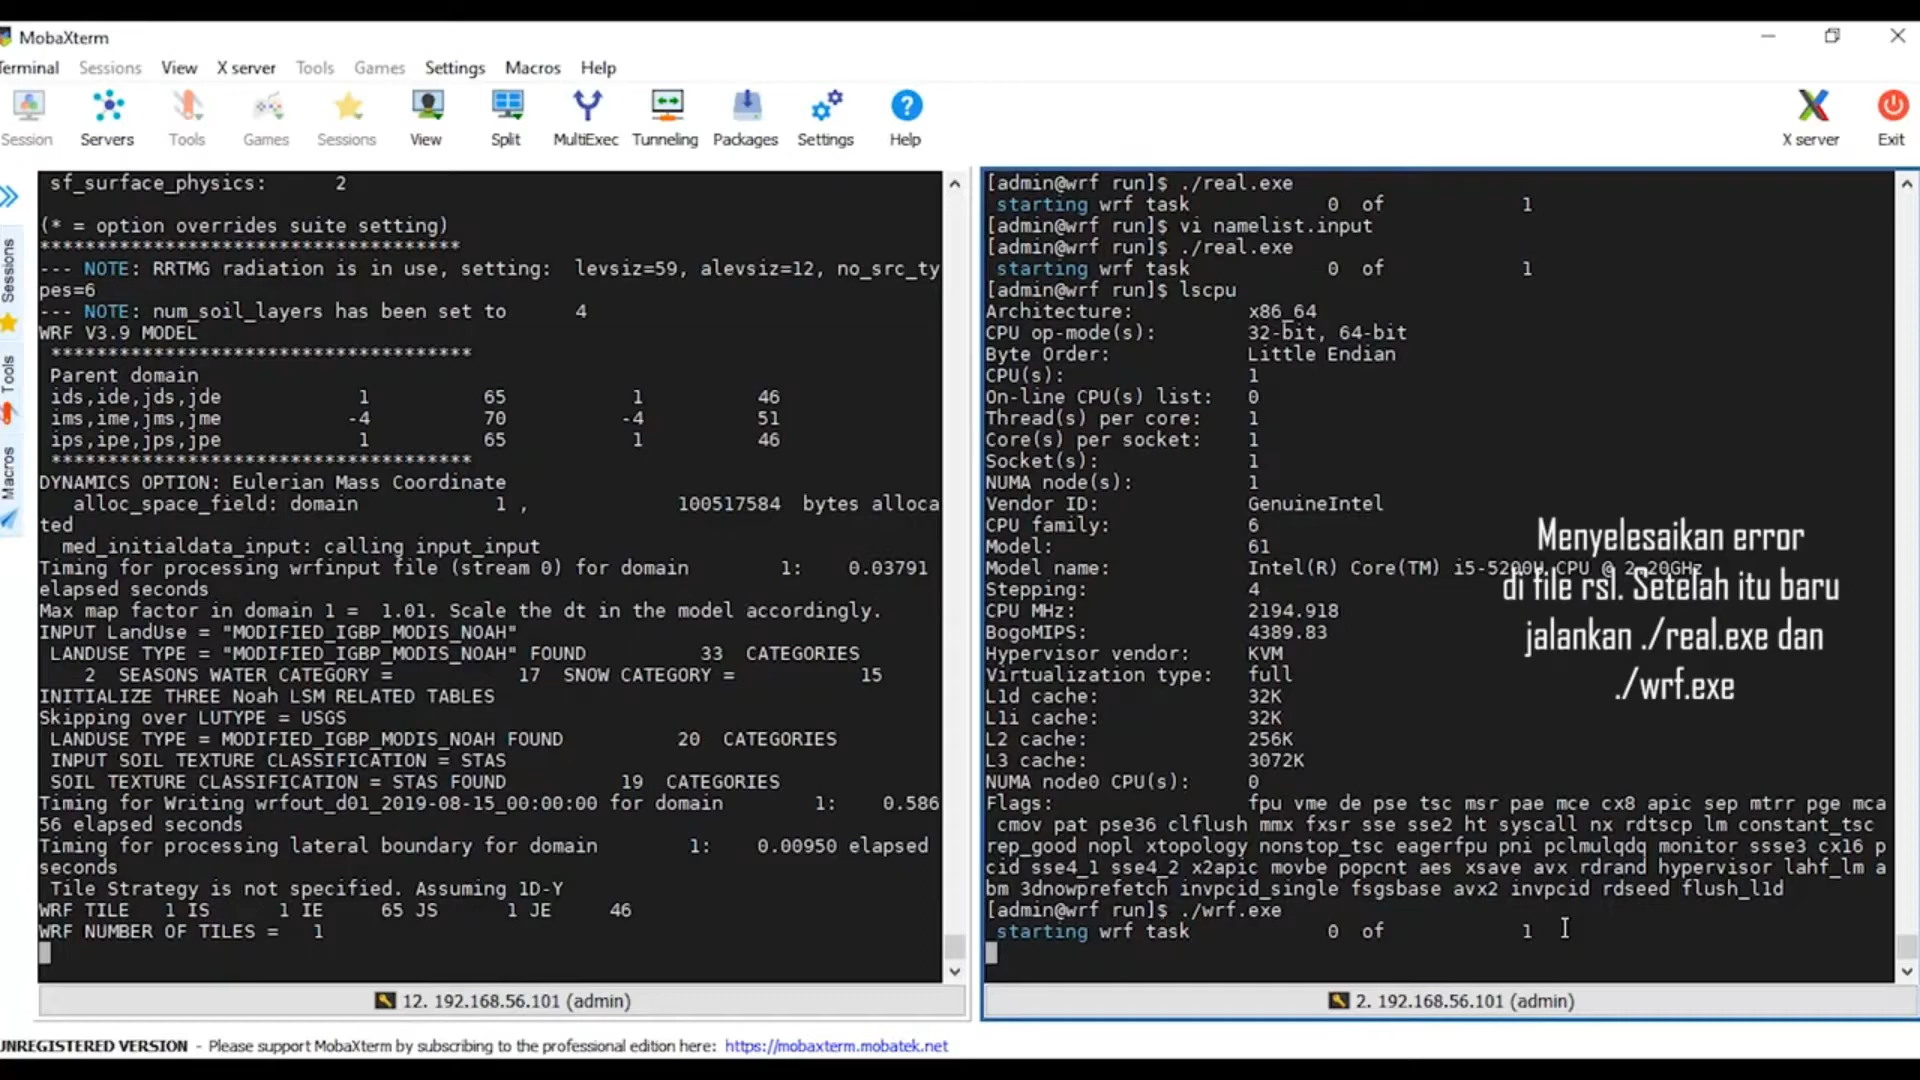 MobaXterm
Terminal Sessions View X server Tools Games Settings Macros Help
Session Servers Tools Games Sessions View Split MultiExec Tunneling Packages Settings Help X server Exit
Sessions
Tools
Macros
sf_surface_physics: 2
(* = option overrides suite setting)
*************************************
--- NOTE: RRTMG radiation is in use, setting: levsiz=59, alevsiz=12, no_src_ty
pes=6
--- NOTE: num_soil_layers has been set to 4
WRF V3.9 MODEL
*************************************
Parent domain
ids,ide,jds,jde 1 65 1 46
ims,ime,jms,jme -4 70 -4 51
ips,ipe,jps,jpe 1 65 1 46
*************************************
DYNAMICS OPTION: Eulerian Mass Coordinate
alloc_space_field: domain 1 , 100517584 bytes alloca
ted
med_initialdata_input: calling input_input
Timing for processing wrfinput file (stream 0) for domain 1: 0.03791
elapsed seconds
Max map factor in domain 1 = 1.01. Scale the dt in the model accordingly.
INPUT LandUse = "MODIFIED_IGBP_MODIS_NOAH"
LANDUSE TYPE = "MODIFIED_IGBP_MODIS_NOAH" FOUND 33 CATEGORIES
2 SEASONS WATER CATEGORY = 17 SNOW CATEGORY = 15
INITIALIZE THREE Noah LSM RELATED TABLES
Skipping over LUTYPE = USGS
LANDUSE TYPE = MODIFIED_IGBP_MODIS_NOAH FOUND 20 CATEGORIES
INPUT SOIL TEXTURE CLASSIFICATION = STAS
SOIL TEXTURE CLASSIFICATION = STAS FOUND 19 CATEGORIES
Timing for Writing wrfout_d01_2019-08-15_00:00:00 for domain 1: 0.586
56 elapsed seconds
Timing for processing lateral boundary for domain 1: 0.00950 elapsed
seconds
Tile Strategy is not specified. Assuming 1D-Y
WRF TILE 1 IS 1 IE 65 JS 1 JE 46
WRF NUMBER OF TILES = 1
12. 192.168.56.101 (admin)
[admin@wrf run]$ ./real.exe
starting wrf task 0 of 1
[admin@wrf run]$ vi namelist.input
[admin@wrf run]$ ./real.exe
starting wrf task 0 of 1
[admin@wrf run]$ lscpu
Architecture: x86_64
CPU op-mode(s): 32-bit, 64-bit
Byte Order: Little Endian
CPU(s): 1
On-line CPU(s) list: 0
Thread(s) per core: 1
Core(s) per socket: 1
Socket(s): 1
NUMA node(s): 1
Vendor ID: GenuineIntel
CPU family: 6
Model: 61
Model name: Intel(R) Core(TM) i5-5200U CPU @ 2.20GHz
Stepping: 4
CPU MHz: 2194.918
BogoMIPS: 4389.83
Hypervisor vendor: KVM
Virtualization type: full
L1d cache: 32K
L1i cache: 32K
L2 cache: 256K
L3 cache: 3072K
NUMA node0 CPU(s): 0
Flags: fpu vme de pse tsc msr pae mce cx8 apic sep mtrr pge mca
cmov pat pse36 clflush mmx fxsr sse sse2 ht syscall nx rdtscp lm constant_tsc
rep_good nopl xtopology nonstop_tsc eagerfpu pni pclmulqdq monitor ssse3 cx16 p
cid sse4_1 sse4_2 x2apic movbe popcnt aes xsave avx rdrand hypervisor lahf_lm a
bm 3dnowprefetch invpcid_single fsgsbase avx2 invpcid rdseed flush_l1d
[admin@wrf run]$ ./wrf.exe
starting wrf task 0 of 1
2. 192.168.56.101 (admin)
Menyelesaikan error
di file rsl. Setelah itu baru
jalankan ./real.exe dan
./wrf.exe
UNREGISTERED VERSION - Please support MobaXterm by subscribing to the professional edition here: https://mobaxterm.mobatek.net